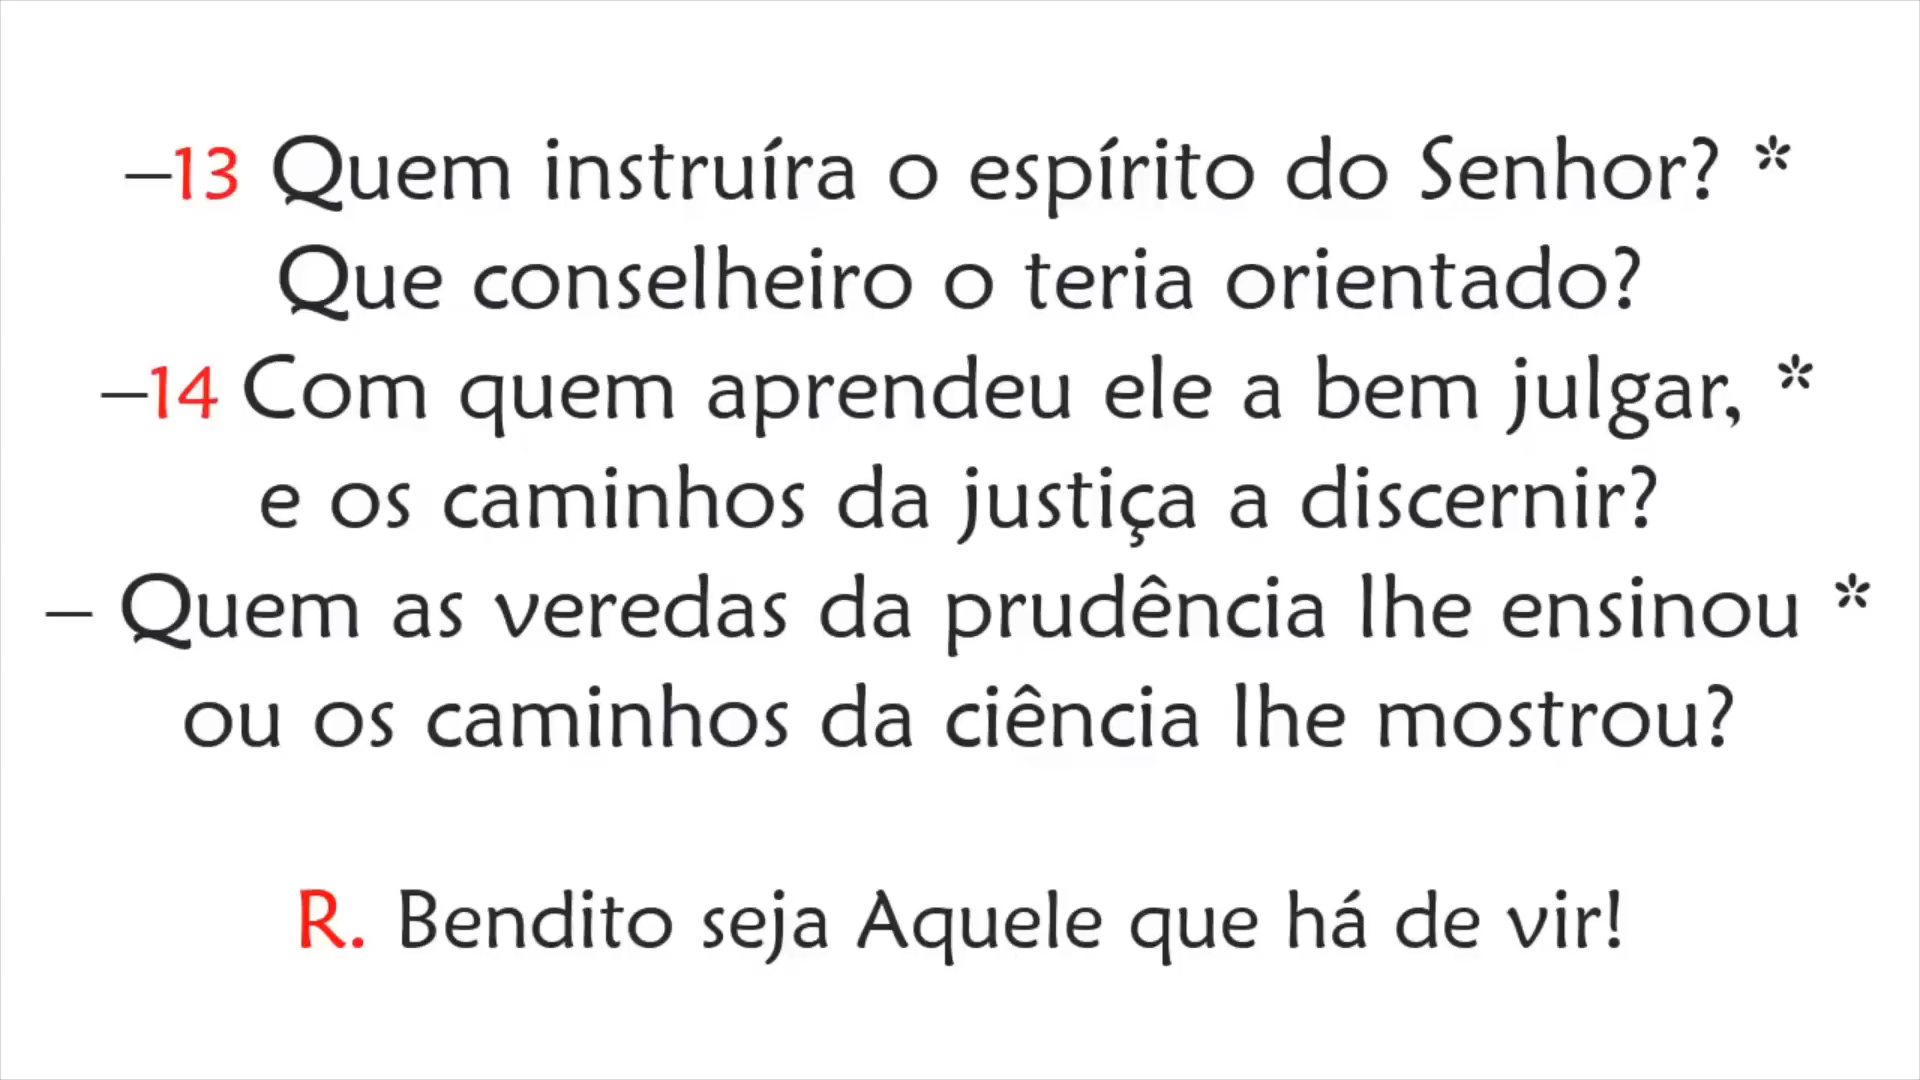 –13 Quem instruíra o espírito do Senhor? *
Que conselheiro o teria orientado?
–14 Com quem aprendeu ele a bem julgar, *
e os caminhos da justiça a discernir?
– Quem as veredas da prudência lhe ensinou *
ou os caminhos da ciência lhe mostrou?
R. Bendito seja Aquele que há de vir!